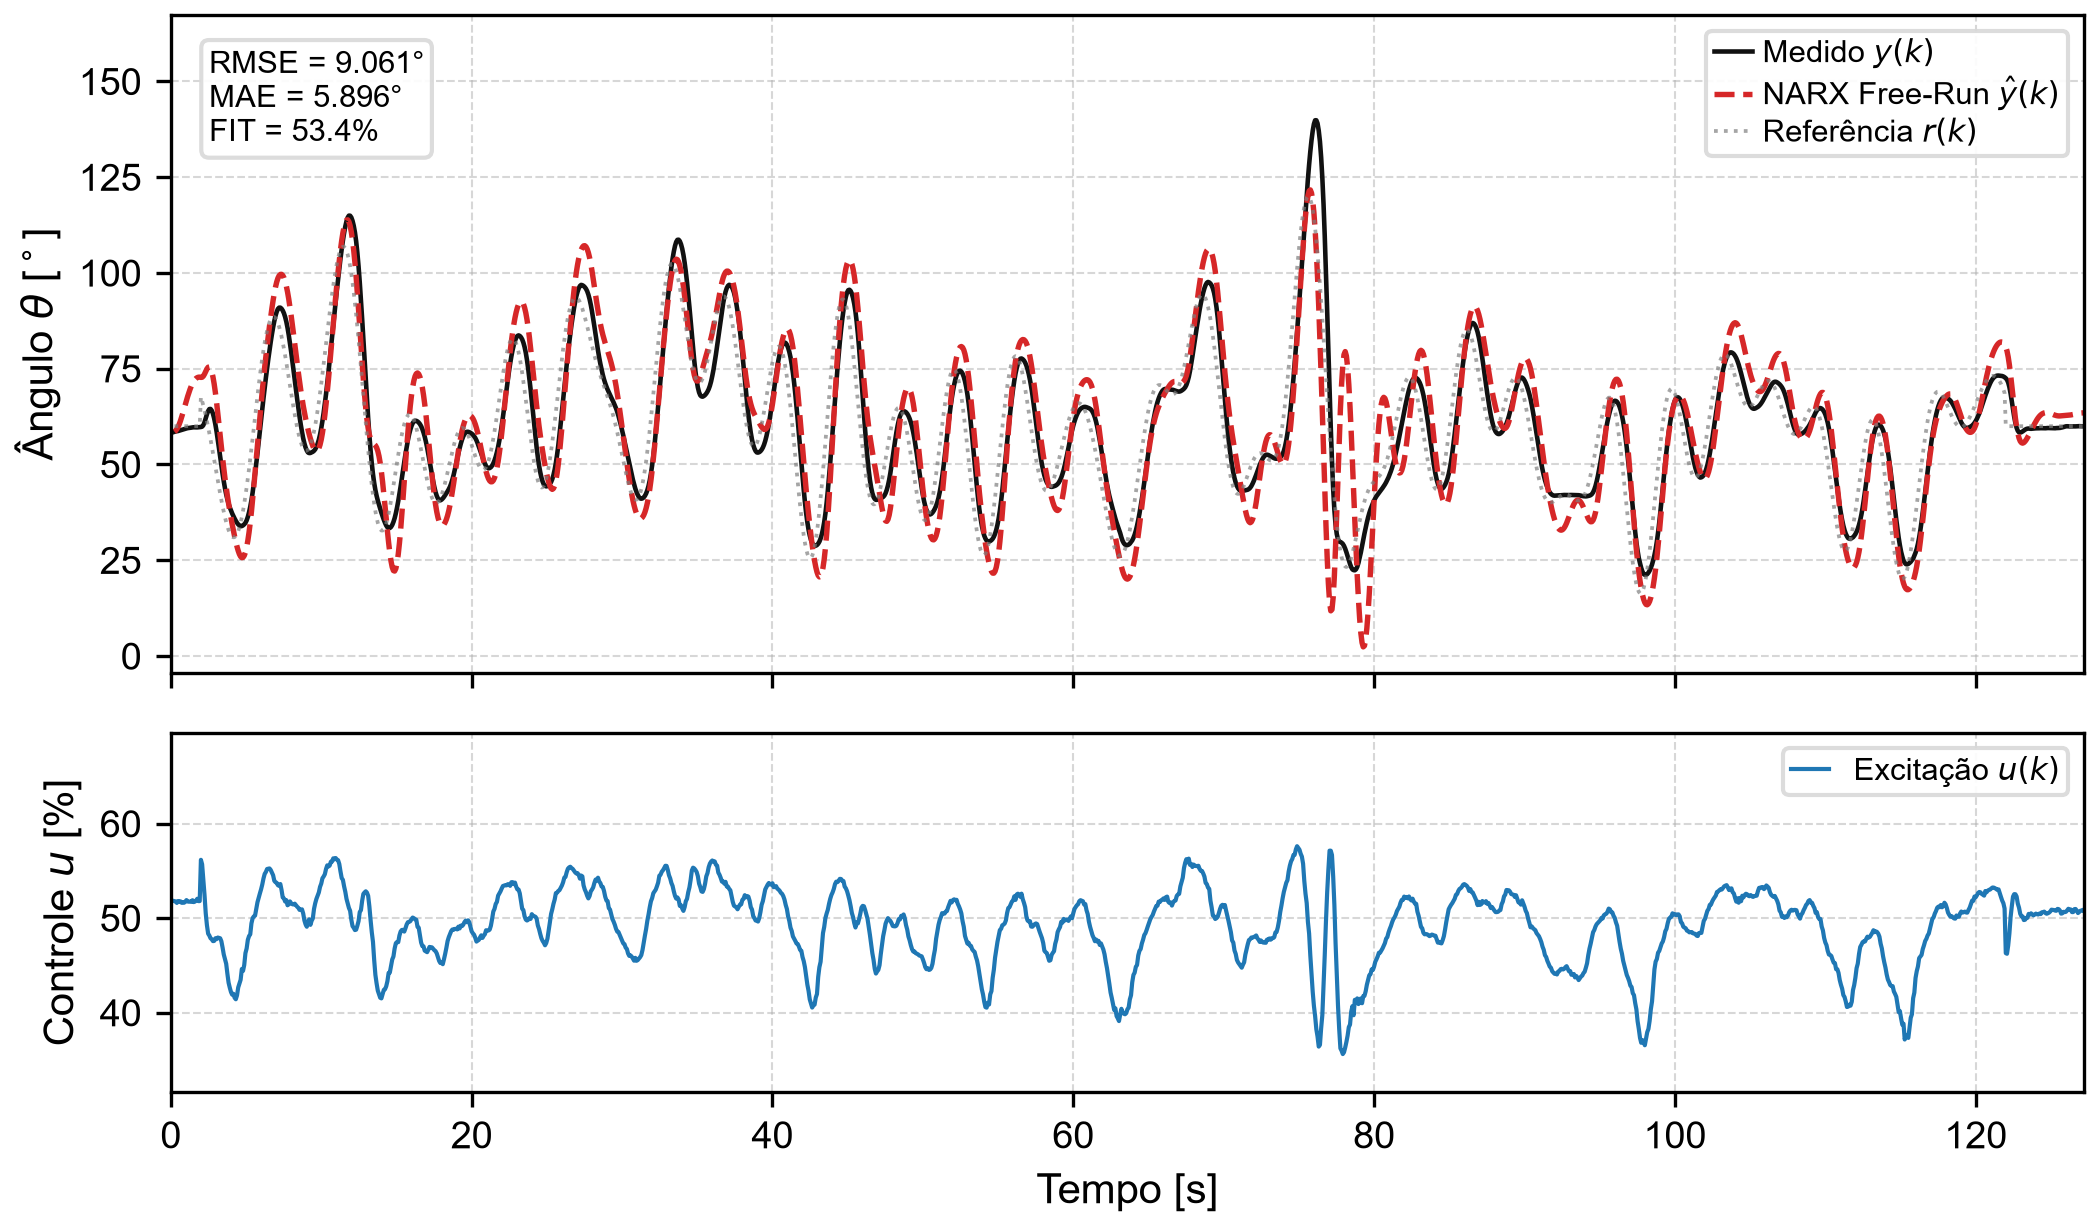 RMSE = 9.061°
MAE = 5.896°
FIT = 53.4%
Medido y(k)
NARX Free-Run ŷ(k)
Referência r(k)
Ângulo θ [°]
150
125
100
75
50
25
0
Excitação u(k)
Controle u [%]
60
50
40
0 20 40 60 80 100 120
Tempo [s]